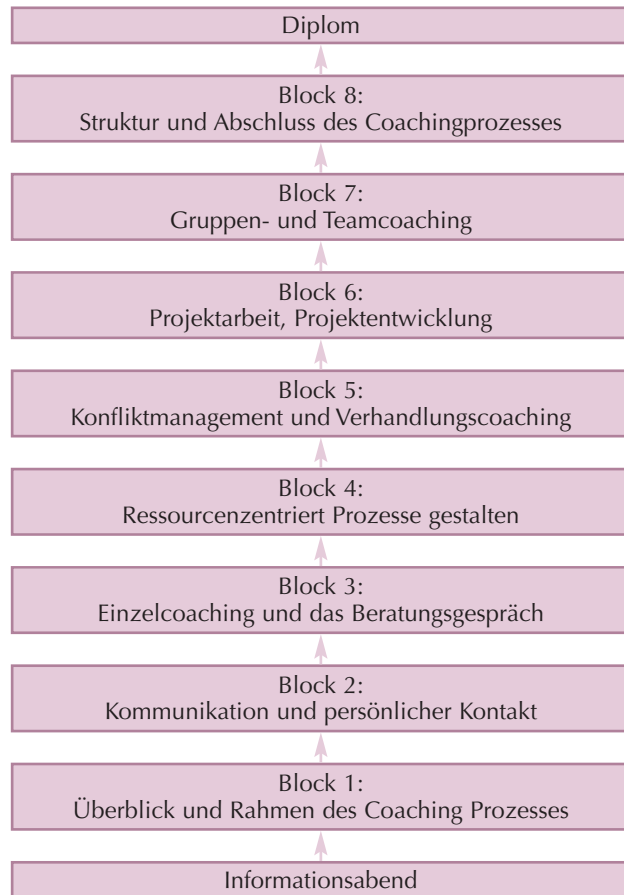 Diplom
Block 8:
Struktur und Abschluss des Coachingprozesses
Block 7:
Gruppen- und Teamcoaching
Block 6:
Projektarbeit, Projektentwicklung
Block 5:
Konfliktmanagement und Verhandlungscoaching
Block 4:
Ressourcenzentriert Prozesse gestalten
Block 3:
Einzelcoaching und das Beratungsgespräch
Block 2:
Kommunikation und persönlicher Kontakt
Block 1:
Überblick und Rahmen des Coaching Prozesses
Informationsabend